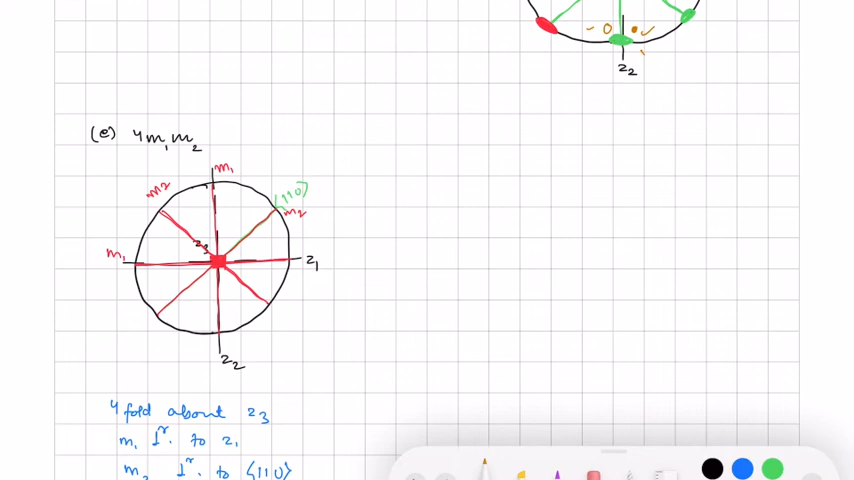 - 0 • ✓
z2
(e) 4m1m2
m1
m2
<110>
m2
z3
m1
z1
z2
4 fold about z3
m1 ⊥r. to z1
m2 ⊥r. to <110>